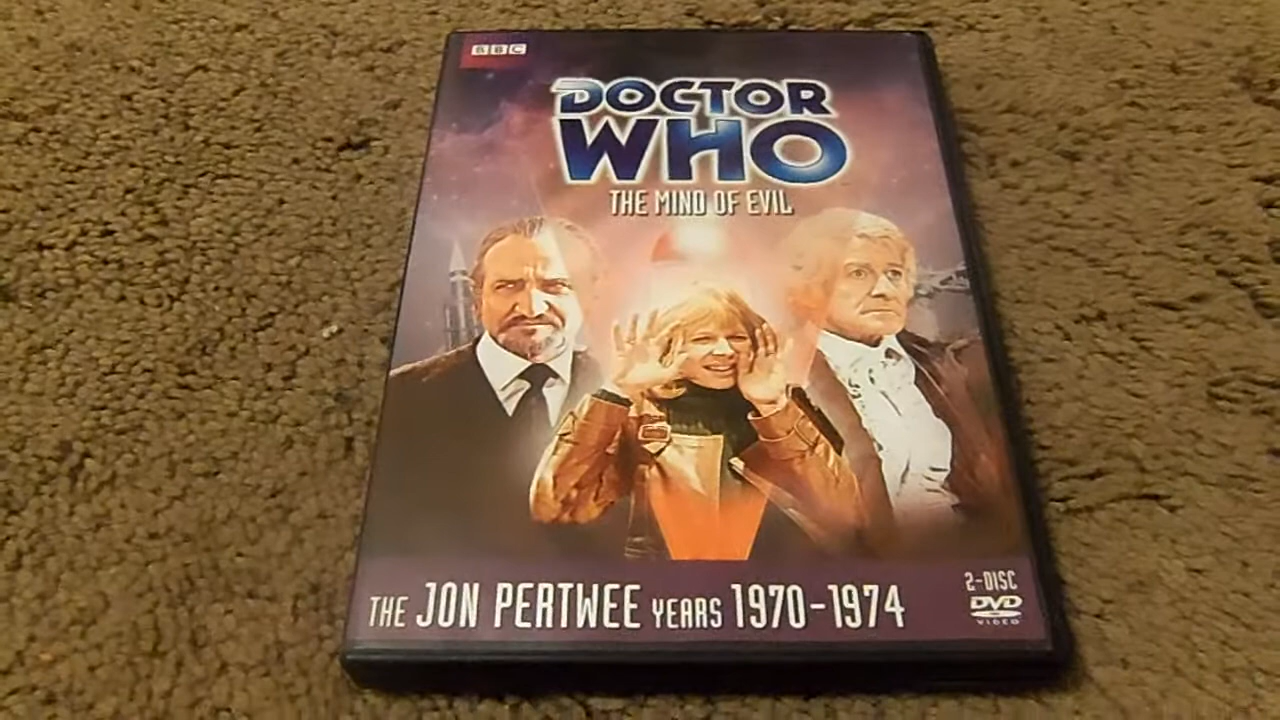 BBC
DOCTOR
WHO
THE MIND OF EVIL
THE JON PERTWEE YEARS 1970-1974
2-DISC
DVD
VIDEO